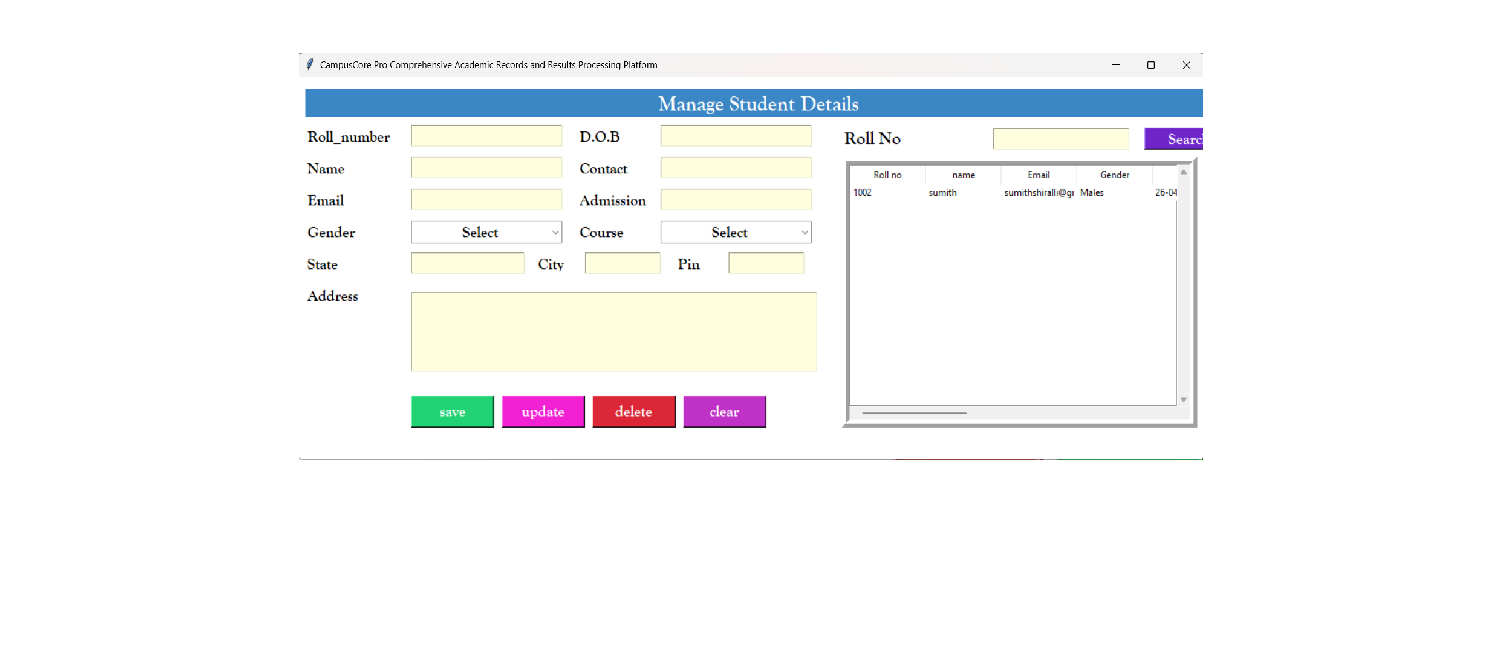 CampusCore Pro Comprehensive Academic Records and Results Processing Platform
Manage Student Details
Roll_number D.O.B Roll No Searc
Name Contact
Roll no name Email Gender
Email Admission 1002 sumith sumithshiralli@gr Males 26-04
Gender Select Course Select
State City Pin
Address
save update delete clear